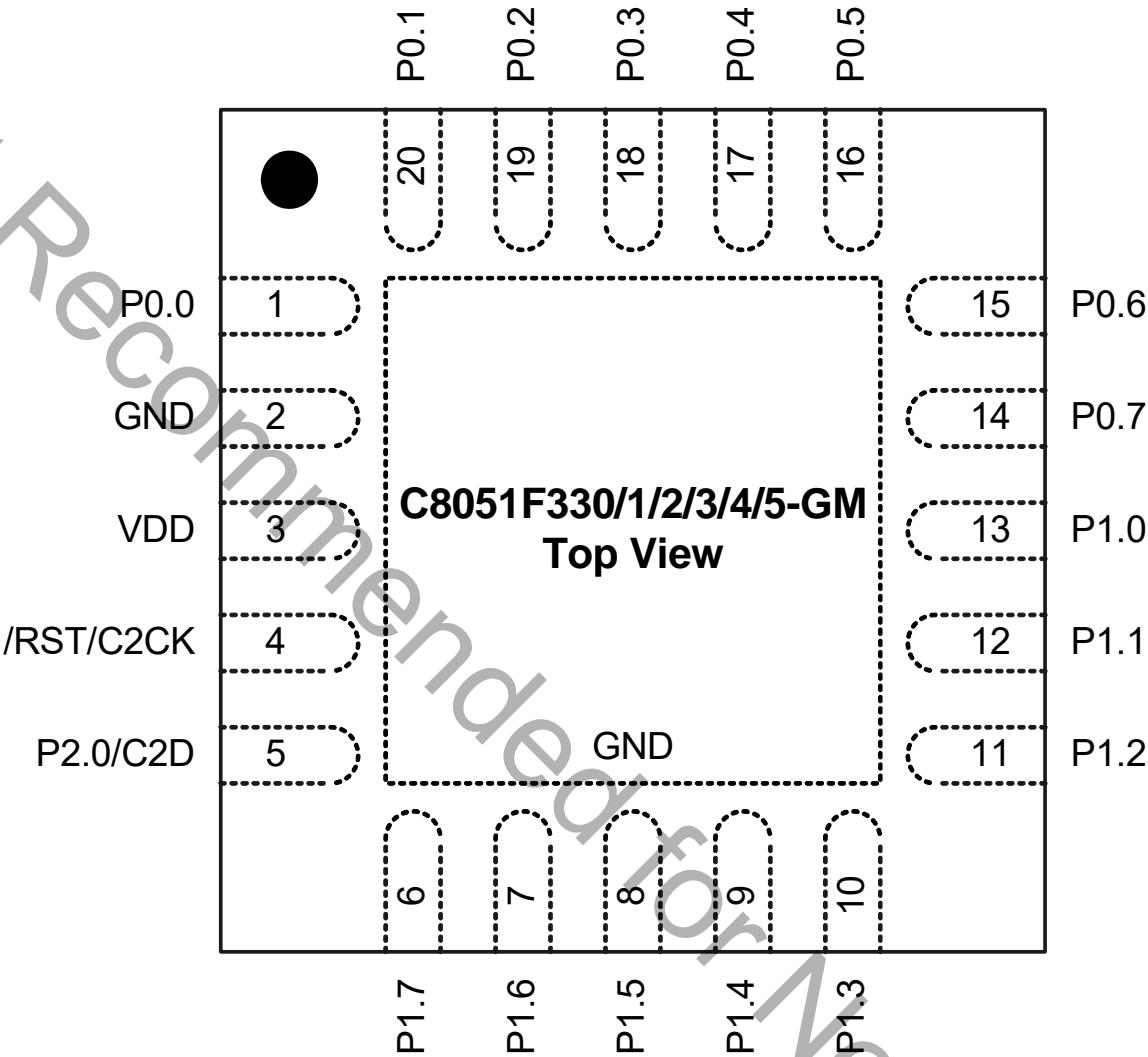 P0.1
P0.2
P0.3
P0.4
P0.5
20
19
18
17
16
P0.0
1
15
P0.6
GND
2
14
P0.7
VDD
3
13
P1.0
C8051F330/1/2/3/4/5-GM
Top View
/RST/C2CK
4
12
P1.1
P2.0/C2D
5
GND
11
P1.2
6
7
8
9
10
P1.7
P1.6
P1.5
P1.4
P1.3
Recommended for